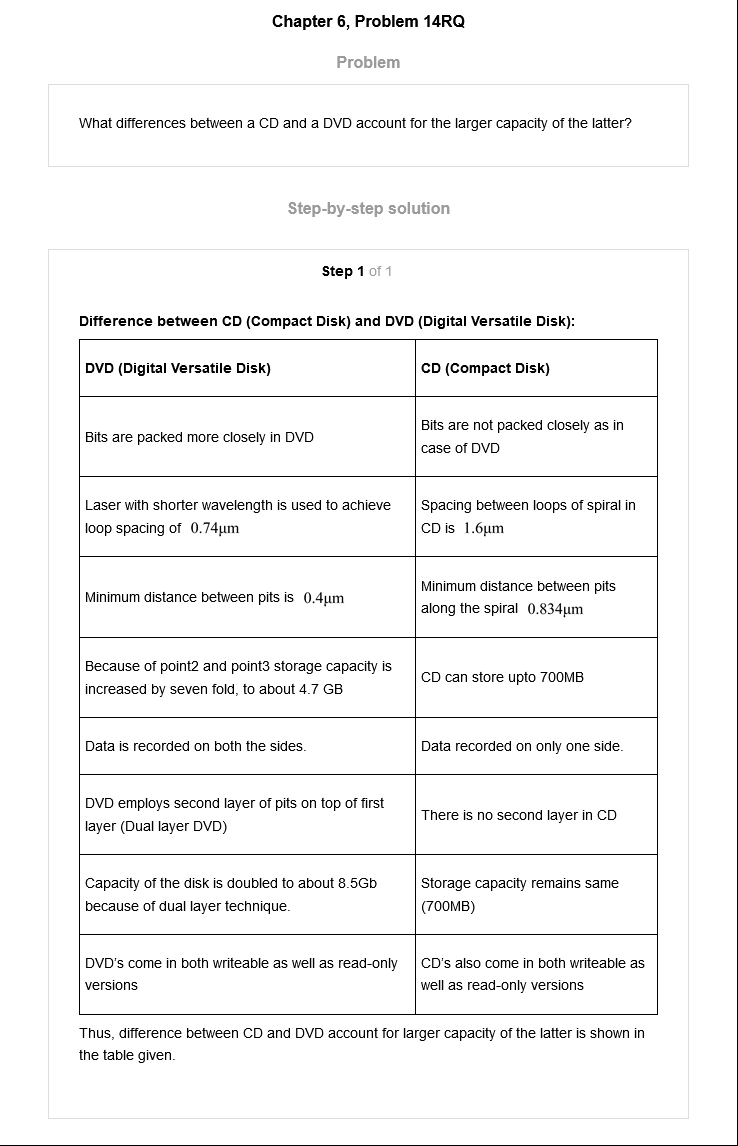 Chapter 6, Problem 14RQ
Problem
What differences between a CD and a DVD account for the larger capacity of the latter?
Step-by-step solution
Step 1 of 1
Difference between CD (Compact Disk) and DVD (Digital Versatile Disk):
DVD (Digital Versatile Disk)
CD (Compact Disk)
Bits are packed more closely in DVD
Bits are not packed closely as in
case of DVD
Laser with shorter wavelength is used to achieve
loop spacing of 0.74μm
Spacing between loops of spiral in
CD is 1.6μm
Minimum distance between pits is 0.4μm
Minimum distance between pits
along the spiral 0.834μm
Because of point2 and point3 storage capacity is
increased by seven fold, to about 4.7 GB
CD can store upto 700MB
Data is recorded on both the sides.
Data recorded on only one side.
DVD employs second layer of pits on top of first
layer (Dual layer DVD)
There is no second layer in CD
Capacity of the disk is doubled to about 8.5Gb
because of dual layer technique.
Storage capacity remains same
(700MB)
DVD's come in both writeable as well as read-only
versions
CD's also come in both writeable as
well as read-only versions
Thus, difference between CD and DVD account for larger capacity of the latter is shown in
the table given.